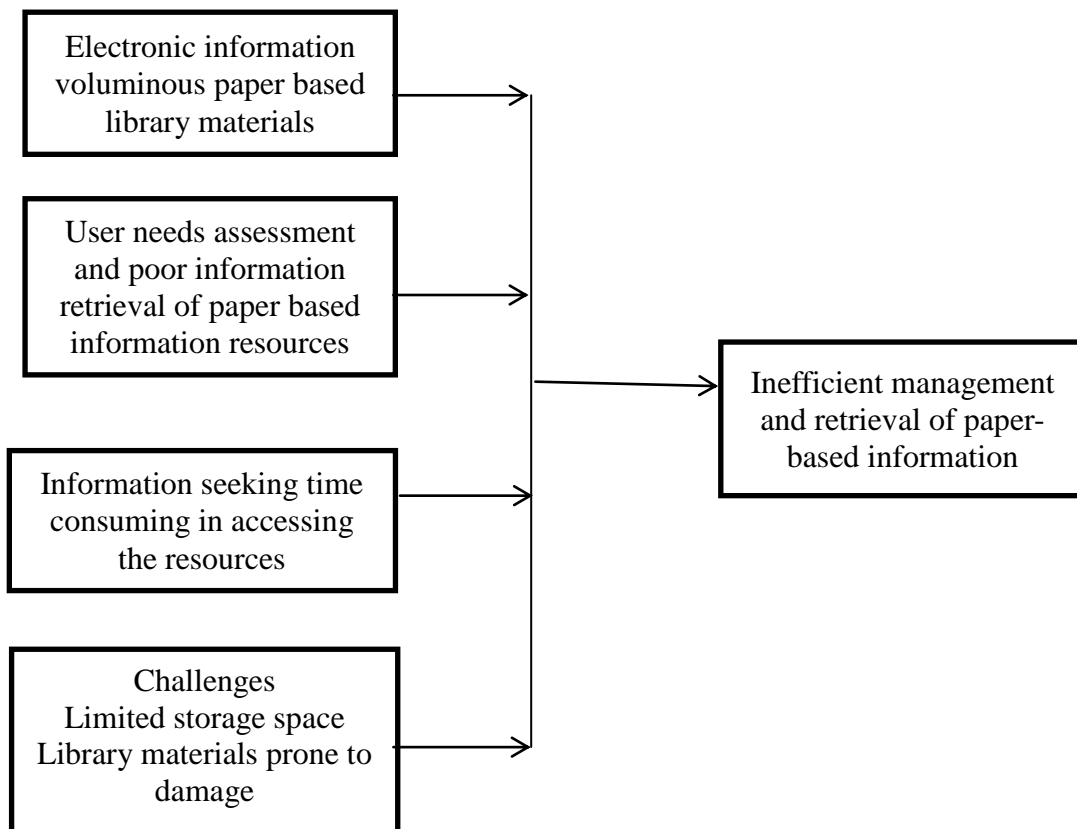 Electronic information
voluminous paper based
library materials
User needs assessment
and poor information
retrieval of paper based
information resources
Information seeking time
consuming in accessing
the resources
Challenges
Limited storage space
Library materials prone to
damage
Inefficient management
and retrieval of paper-
based information